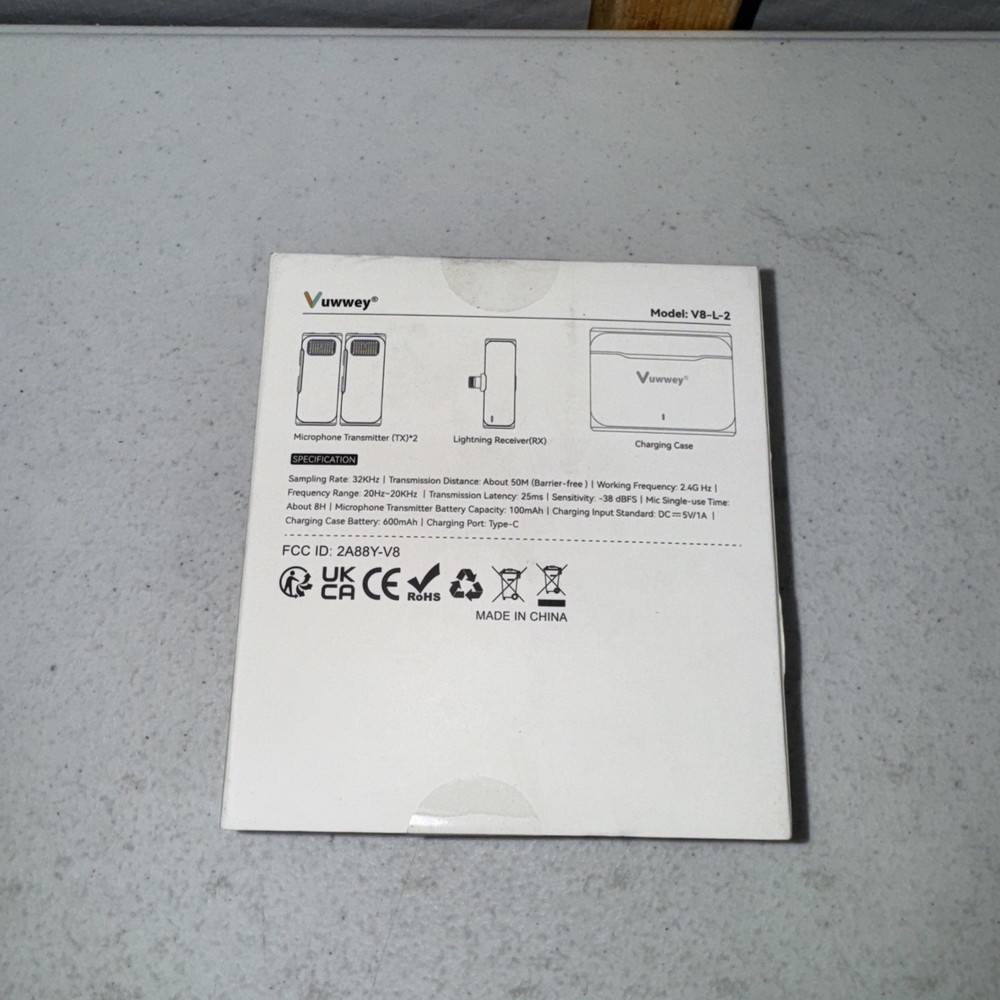 Vuwwey®
Model: V8-L-2
Vuwwey®
Microphone Transmitter (TX)*2
Lightning Receiver(RX)
Charging Case
SPECIFICATION
Sampling Rate: 32KHz | Transmission Distance: About 50M (Barrier-free ) | Working Frequency: 2.4G Hz |
Frequency Range: 20Hz-20KHz | Transmission Latency: 25ms | Sensitivity: -38 dBFS | Mic Single-use Time:
About 8H | Microphone Transmitter Battery Capacity: 100mAh | Charging Input Standard: DC⎓5V/1A |
Charging Case Battery: 600mAh | Charging Port: Type-C
FCC ID: 2A88Y-V8
UK
CA CE RoHS
MADE IN CHINA